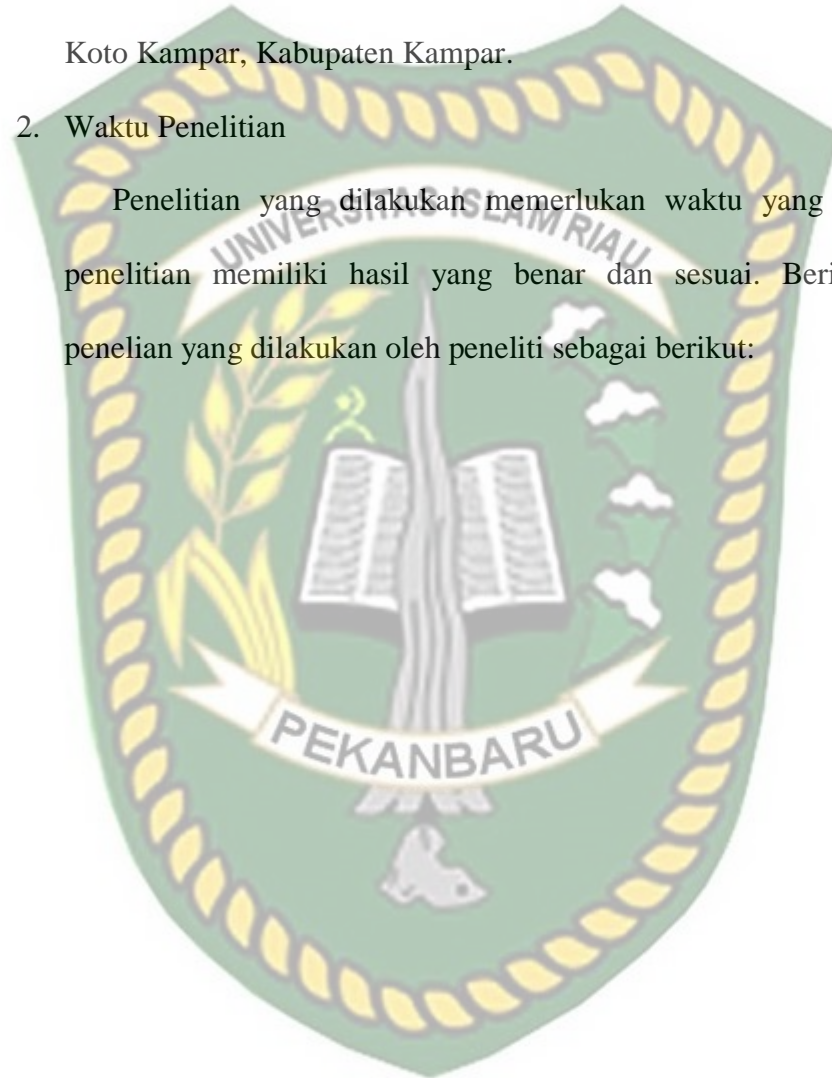 Koto Kampar, Kabupaten Kampar.
2. Waktu Penelitian
Penelitian yang dilakukan memerlukan waktu yang
UNIVERSITAS ISLAM RIAU
penelitian memiliki hasil yang benar dan sesuai. Beri
penelian yang dilakukan oleh peneliti sebagai berikut:
PEKANBARU